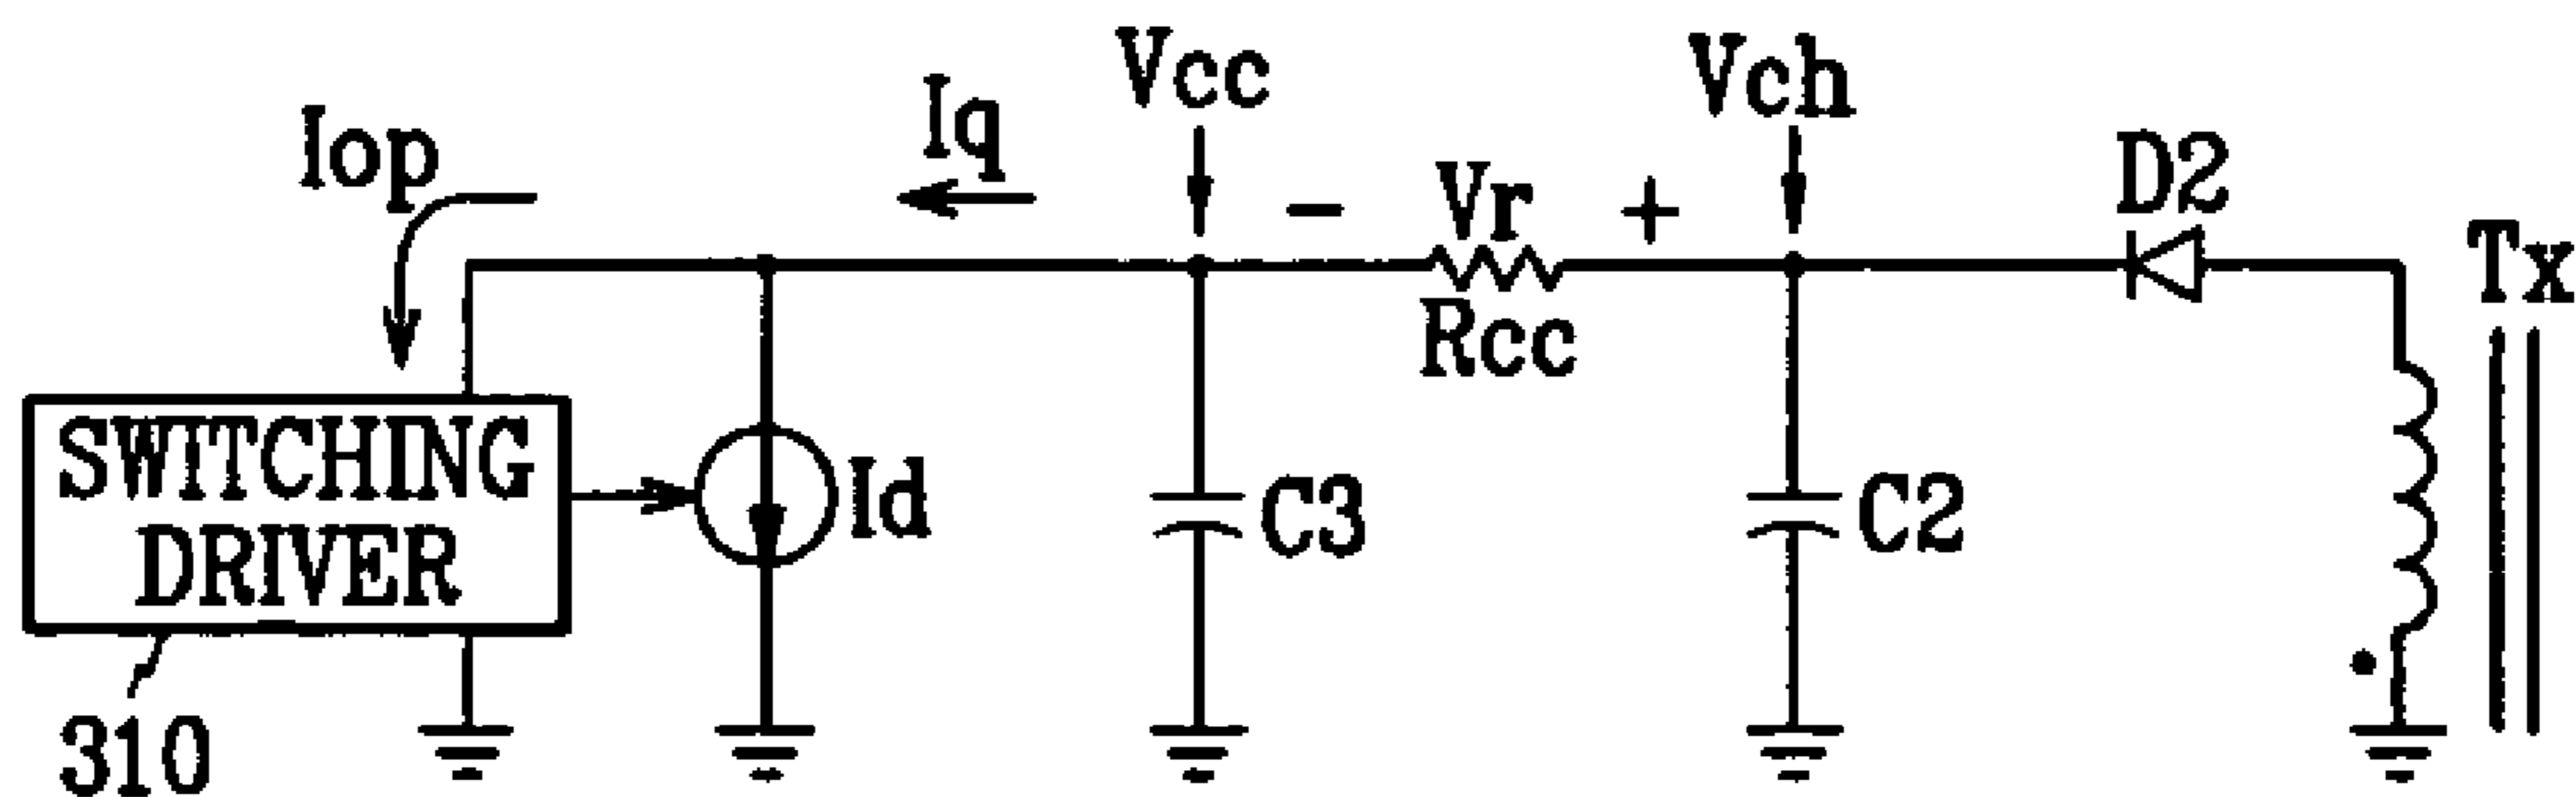 Iop
Iq
Vcc
- Vr +
Rcc
Vch
D2
Tx
SWITCHING
DRIVER
Id
C3
C2
310